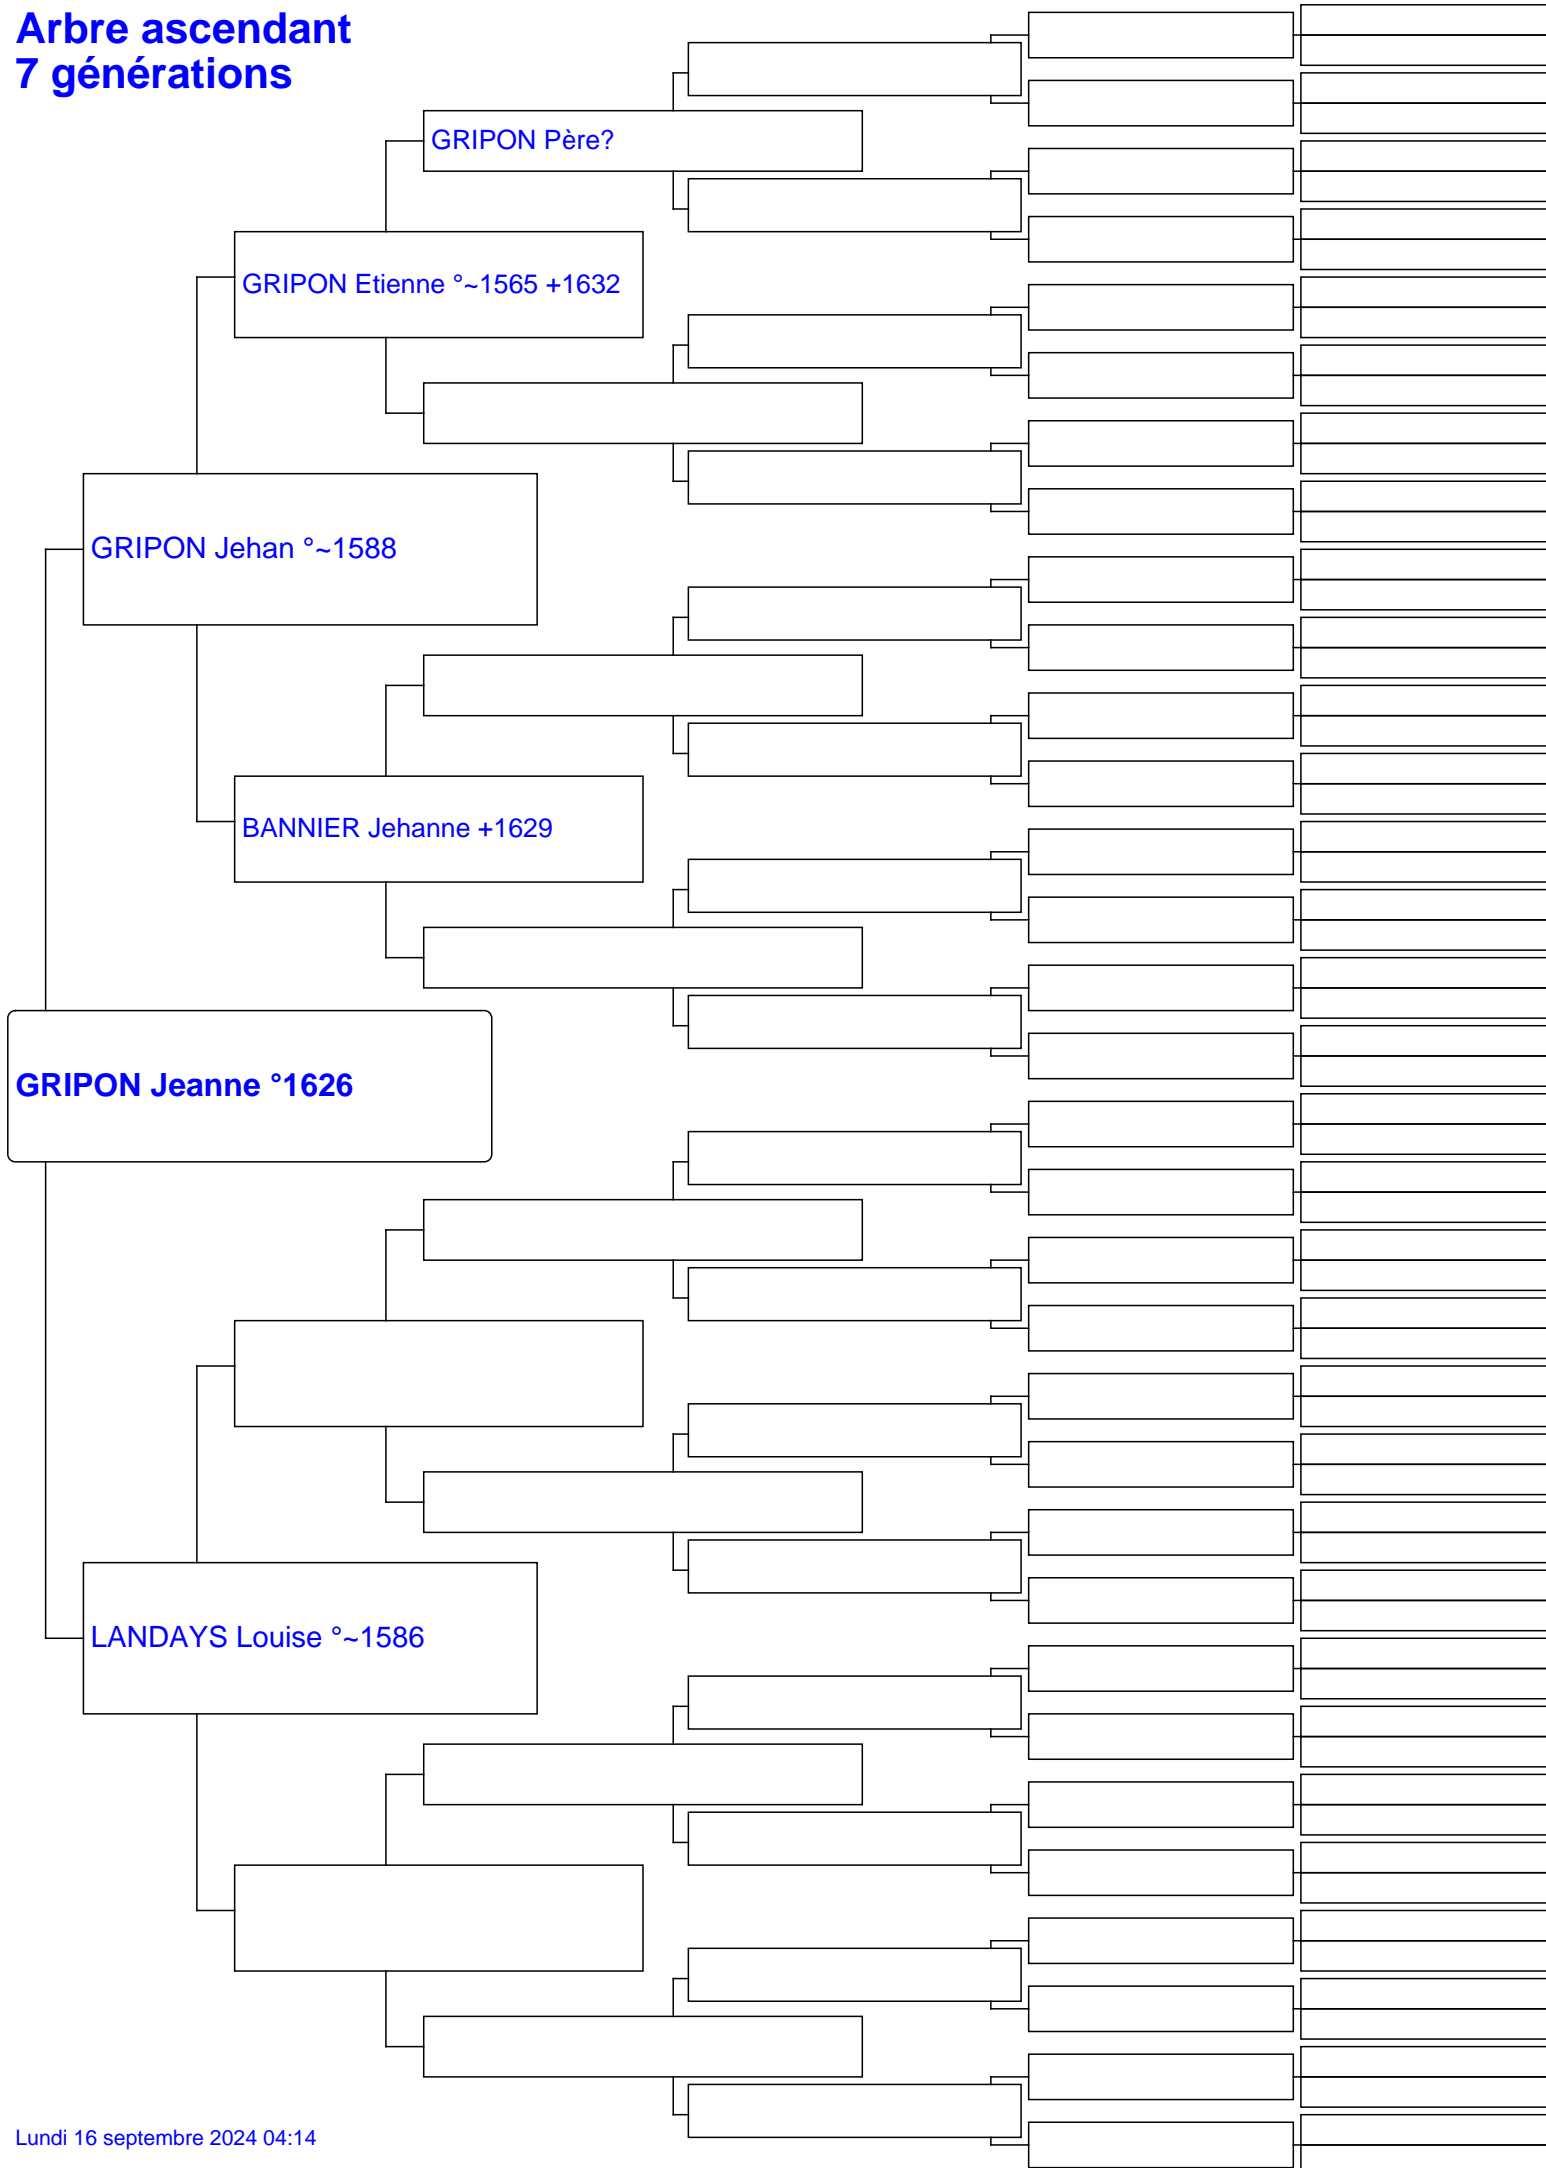 Arbre ascendant
7 générations
GRIPON Père?
GRIPON Etienne °~1565 +1632
GRIPON Jehan °~1588
BANNIER Jehanne +1629
GRIPON Jeanne °1626
LANDAYS Louise °~1586
Lundi 16 septembre 2024 04:14